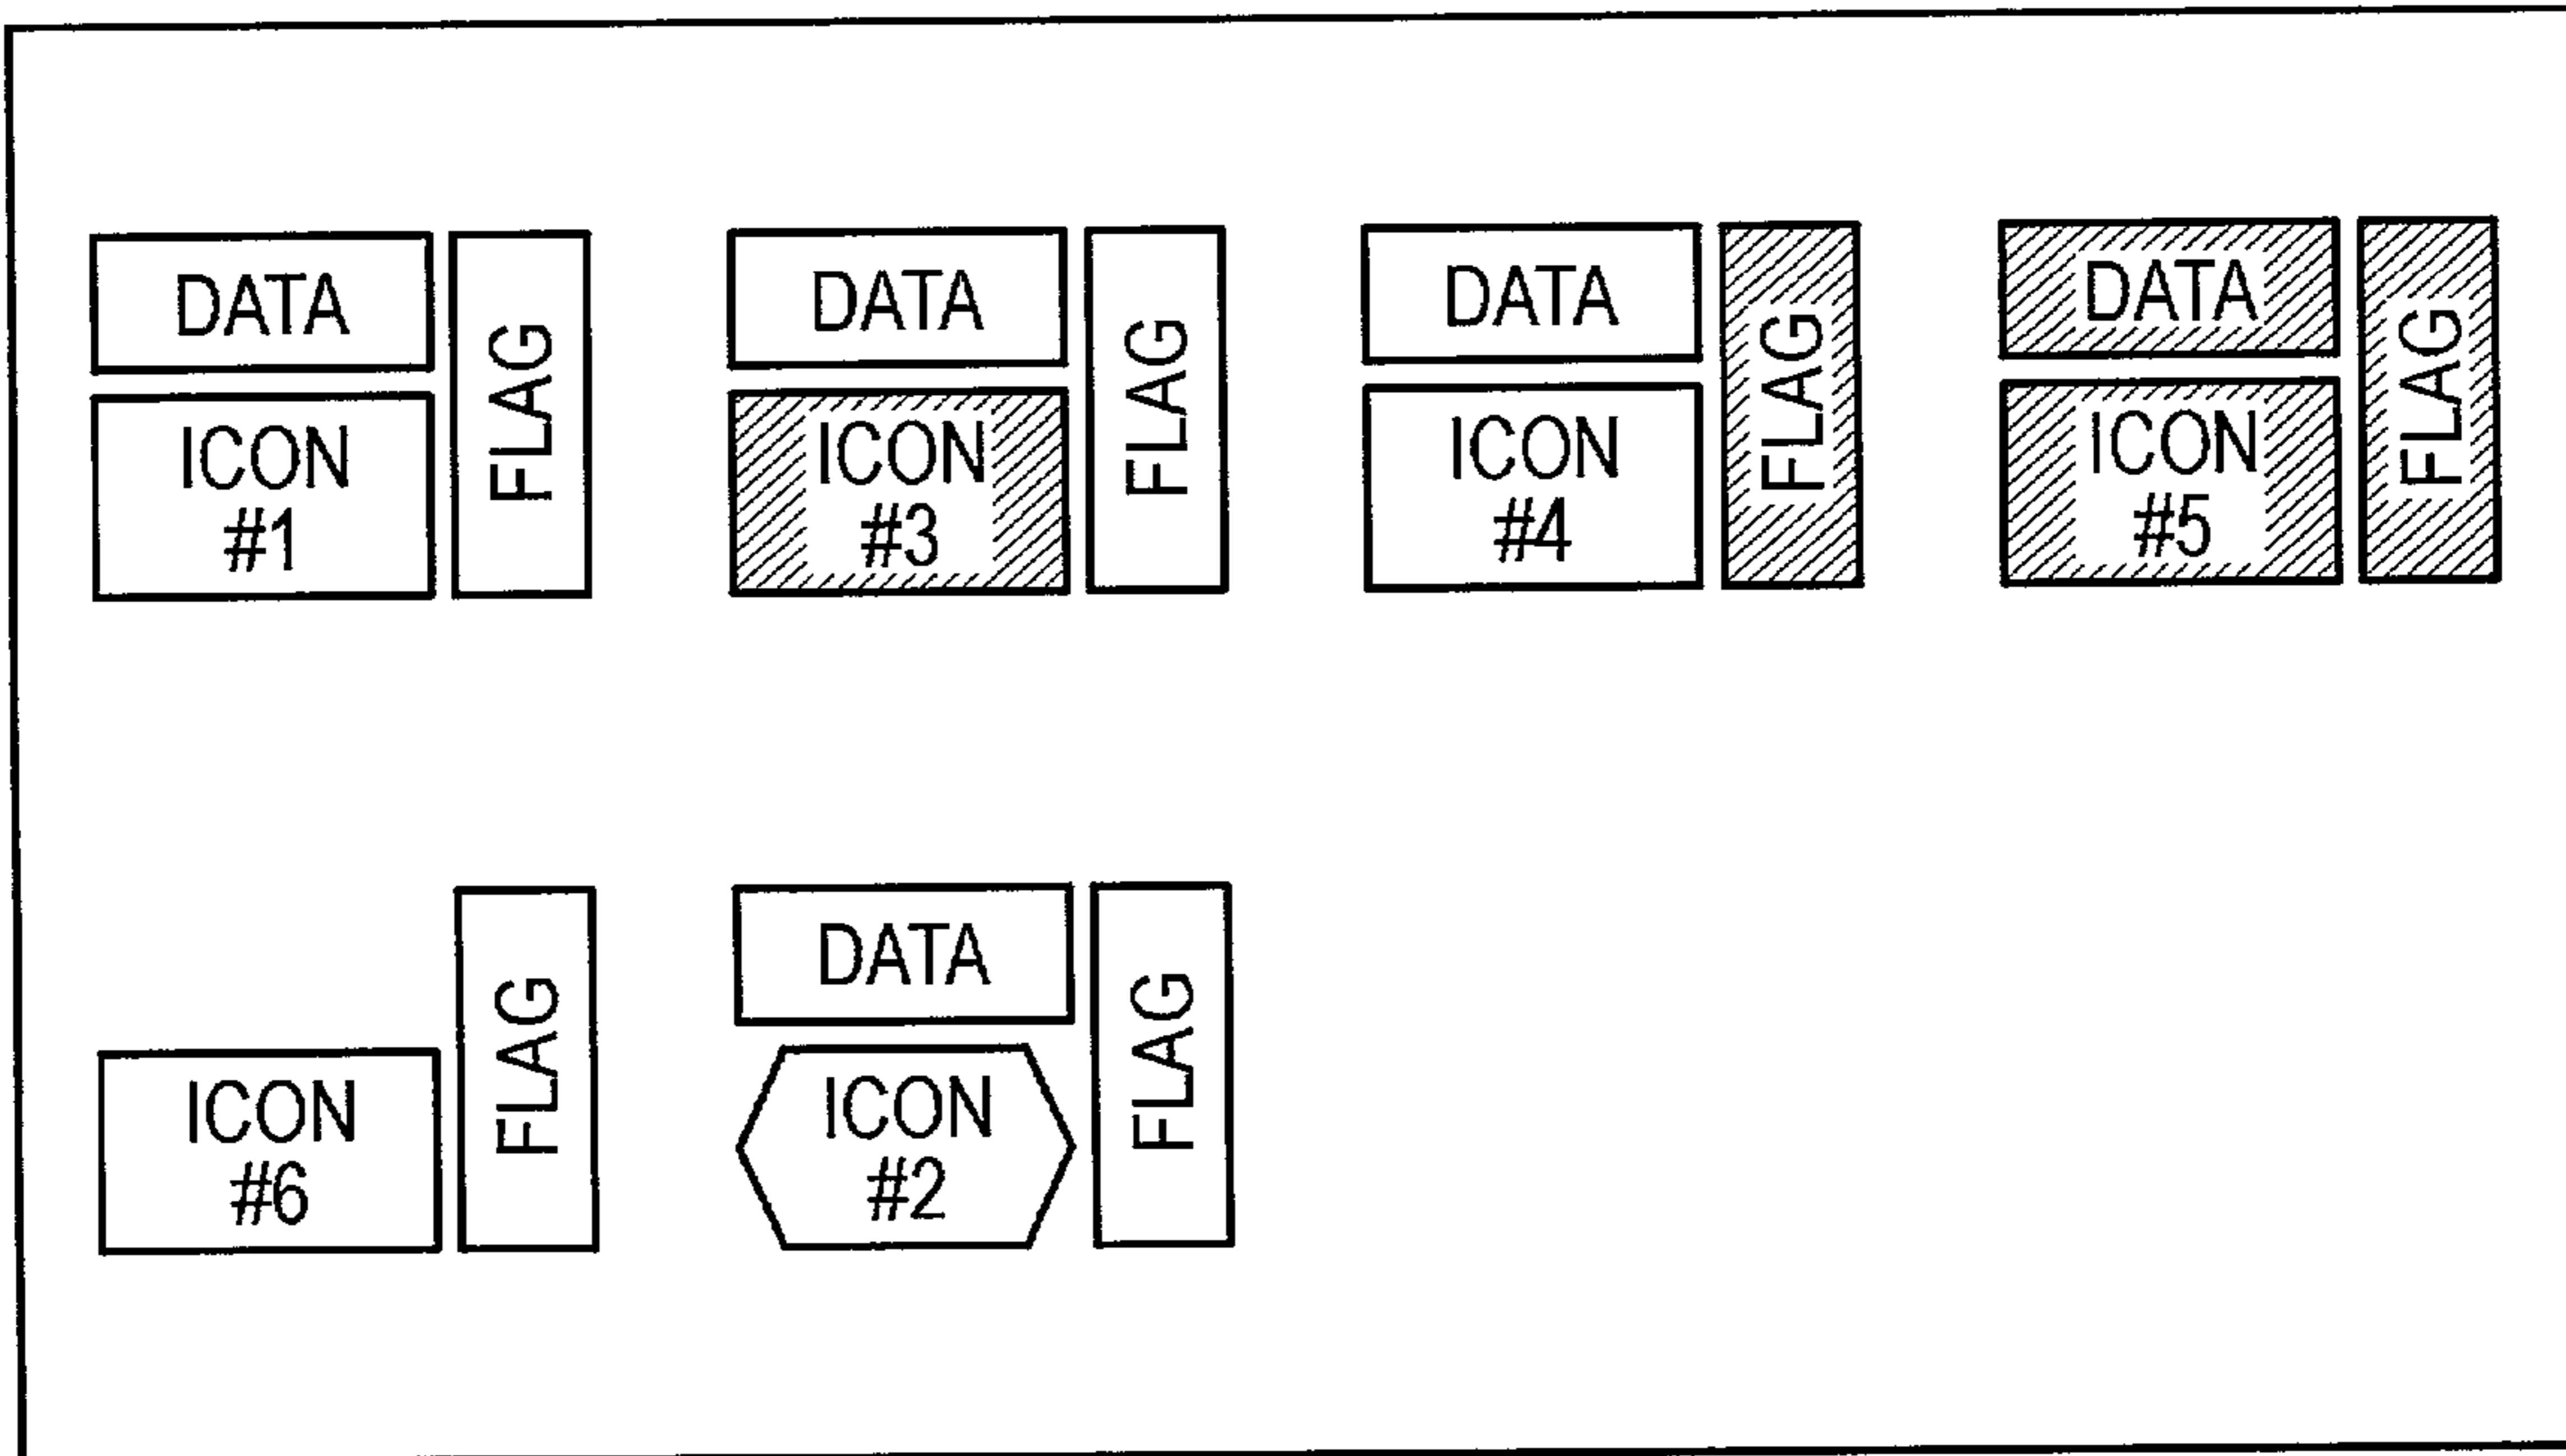 DATA
ICON
#1
FLAG
DATA
ICON
#3
FLAG
DATA
ICON
#4
FLAG
DATA
ICON
#5
FLAG
ICON
#6
FLAG
DATA
ICON
#2
FLAG